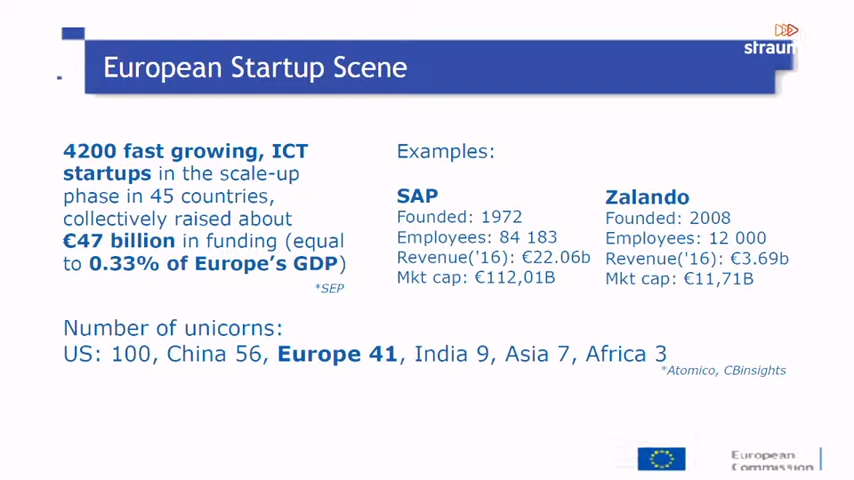 European Startup Scene
4200 fast growing, ICT
startups in the scale-up
phase in 45 countries,
collectively raised about
€47 billion in funding (equal
to 0.33% of Europe's GDP)
*SEP
Examples:
SAP
Founded: 1972
Employees: 84 183
Revenue('16): €22.06b
Mkt cap: €112,01B
Zalando
Founded: 2008
Employees: 12 000
Revenue('16): €3.69b
Mkt cap: €11,71B
Number of unicorns:
US: 100, China 56, Europe 41, India 9, Asia 7, Africa 3
*Atomico, CBinsights
European
Commission